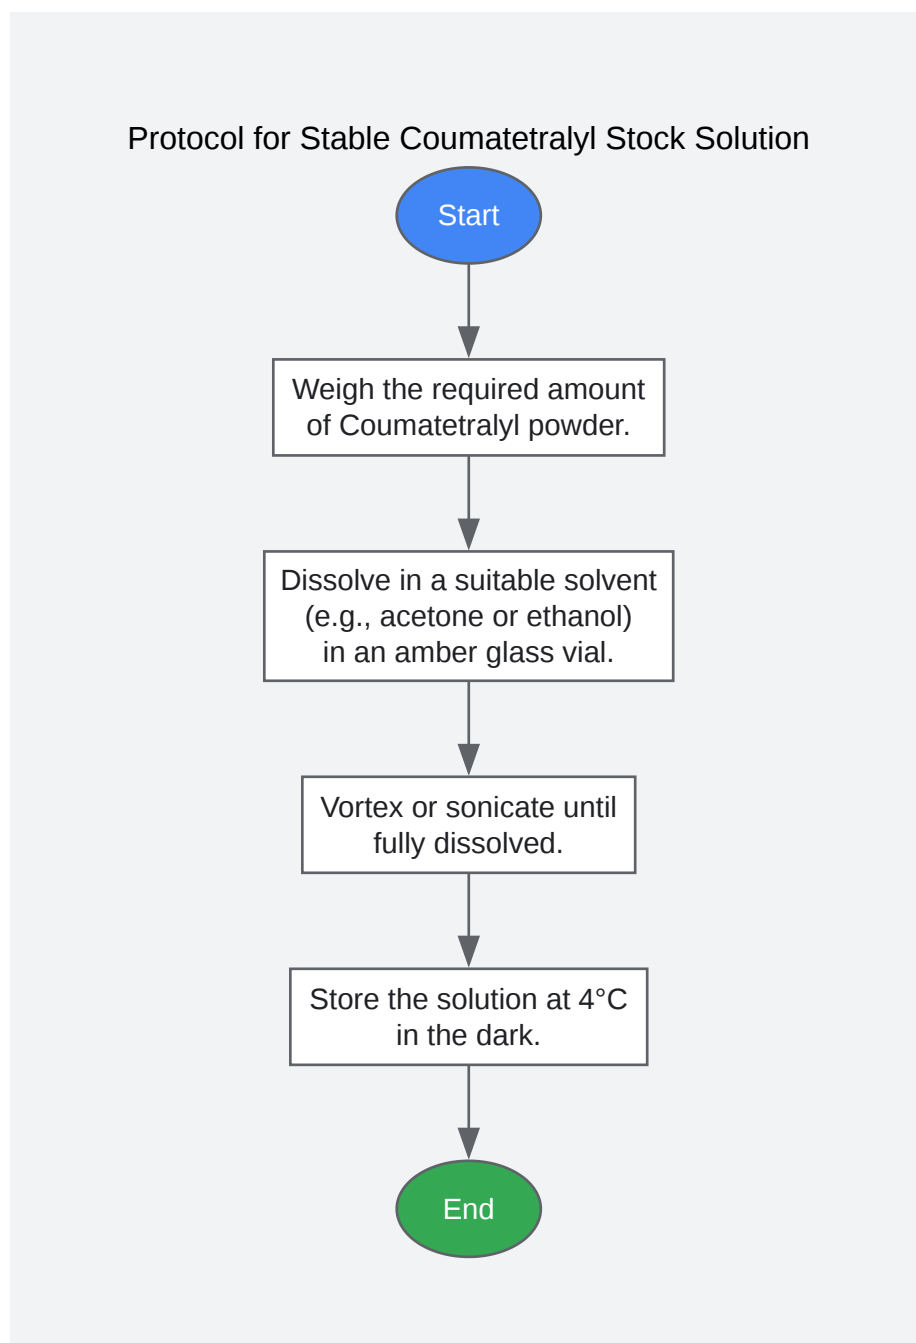 Protocol for Stable Coumatetralyl Stock Solution
Start
Weigh the required amount
of Coumatetralyl powder.
Dissolve in a suitable solvent
(e.g., acetone or ethanol)
in an amber glass vial.
Vortex or sonicate until
fully dissolved.
Store the solution at 4°C
in the dark.
End